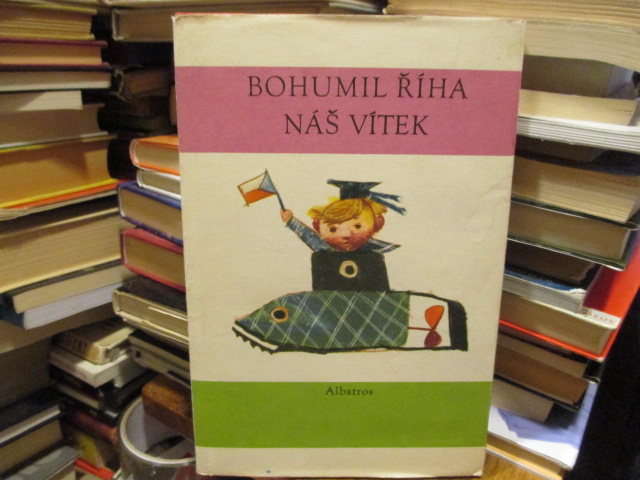 BOHUMIL ŘÍHA
NÁŠ VÍTEK
Albatros